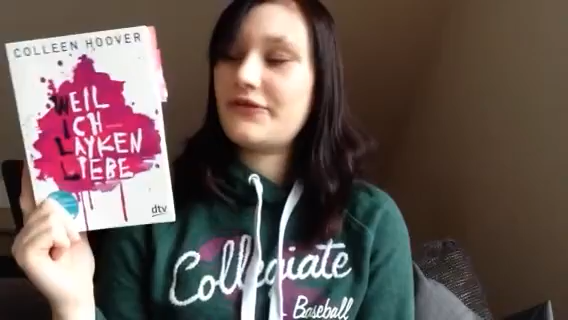 COLLEEN HOOVER
WEIL
ICH
LAYKEN
LIEBE
dtv
Collegiate
Baseball